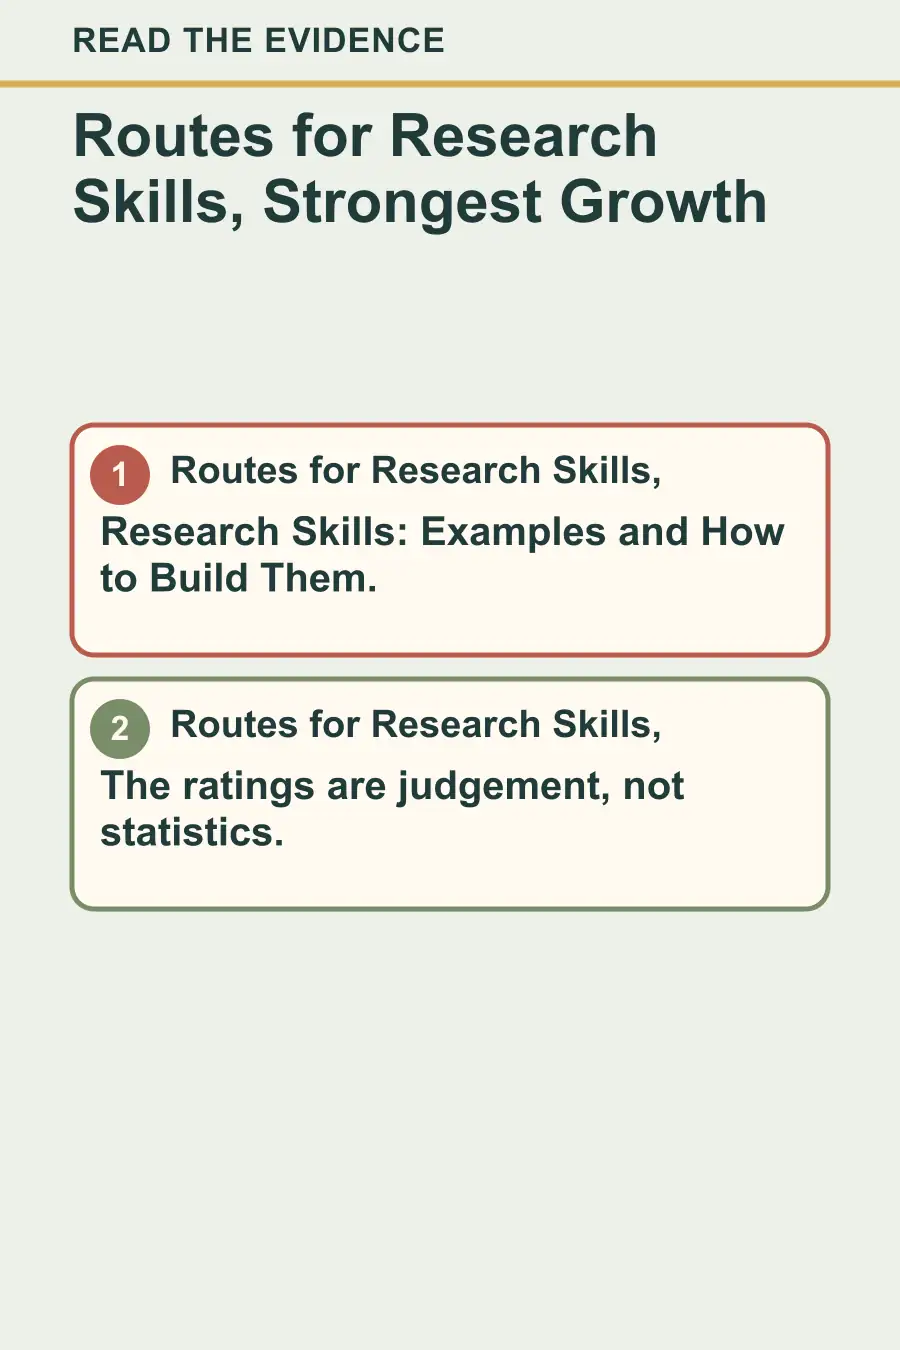 READ THE EVIDENCE
Routes for Research
Skills, Strongest Growth
1 Routes for Research Skills,
Research Skills: Examples and How
to Build Them.
2 Routes for Research Skills,
The ratings are judgement, not
statistics.